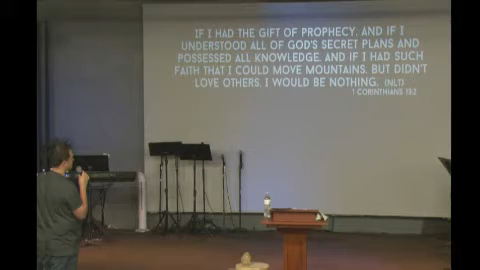 IF I HAD THE GIFT OF PROPHECY, AND IF I
UNDERSTOOD ALL OF GOD'S SECRET PLANS AND
POSSESSED ALL KNOWLEDGE, AND IF I HAD SUCH
FAITH THAT I COULD MOVE MOUNTAINS, BUT DIDN'T
LOVE OTHERS, I WOULD BE NOTHING. (NLT)
1 CORINTHIANS 13:2